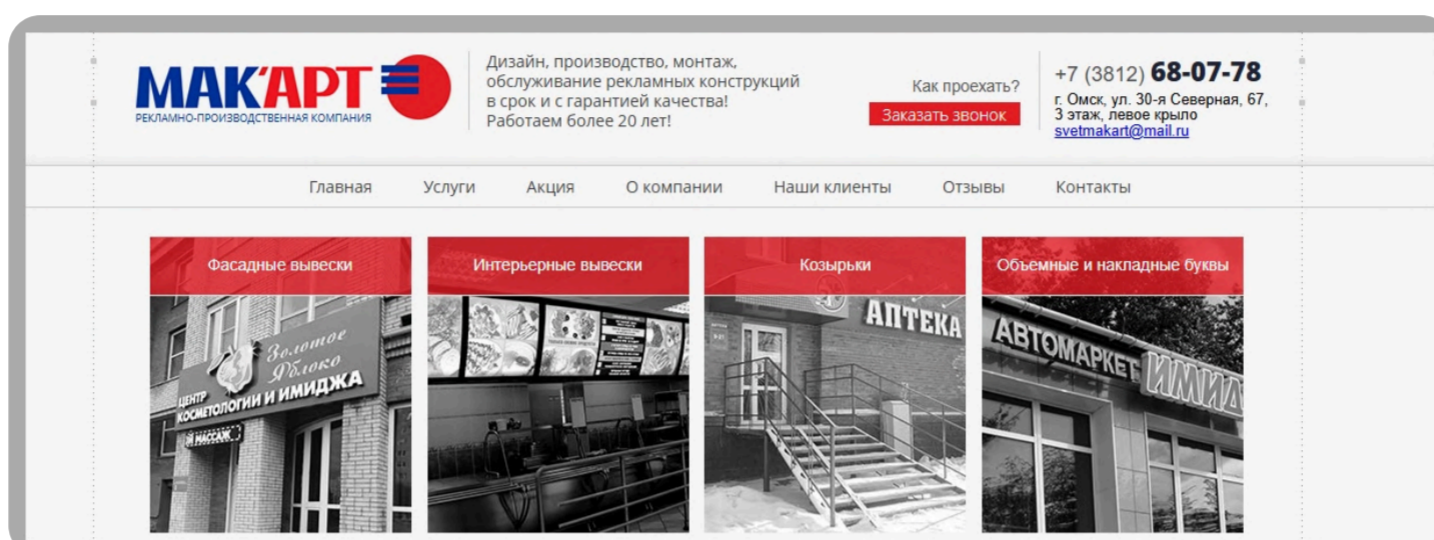 МАК'АРТ
РЕКЛАМНО-ПРОИЗВОДСТВЕННАЯ КОМПАНИЯ
Дизайн, производство, монтаж,
обслуживание рекламных конструкций
в срок и с гарантией качества!
Работаем более 20 лет!
Как проехать?
Заказать звонок
+7 (3812) 68-07-78
г. Омск, ул. 30-я Северная, 67,
3 этаж, левое крыло
svetmakart@mail.ru
Главная Услуги Акция О компании Наши клиенты Отзывы Контакты
Фасадные вывески
Интерьерные вывески
Козырьки
Объемные и накладные буквы
Золотое
Яблоко
ЦЕНТР
КОСМЕТОЛОГИИ И ИМИДЖА
МАССАЖ
АПТЕКА
АВТОМАРКЕТ
ИМИД